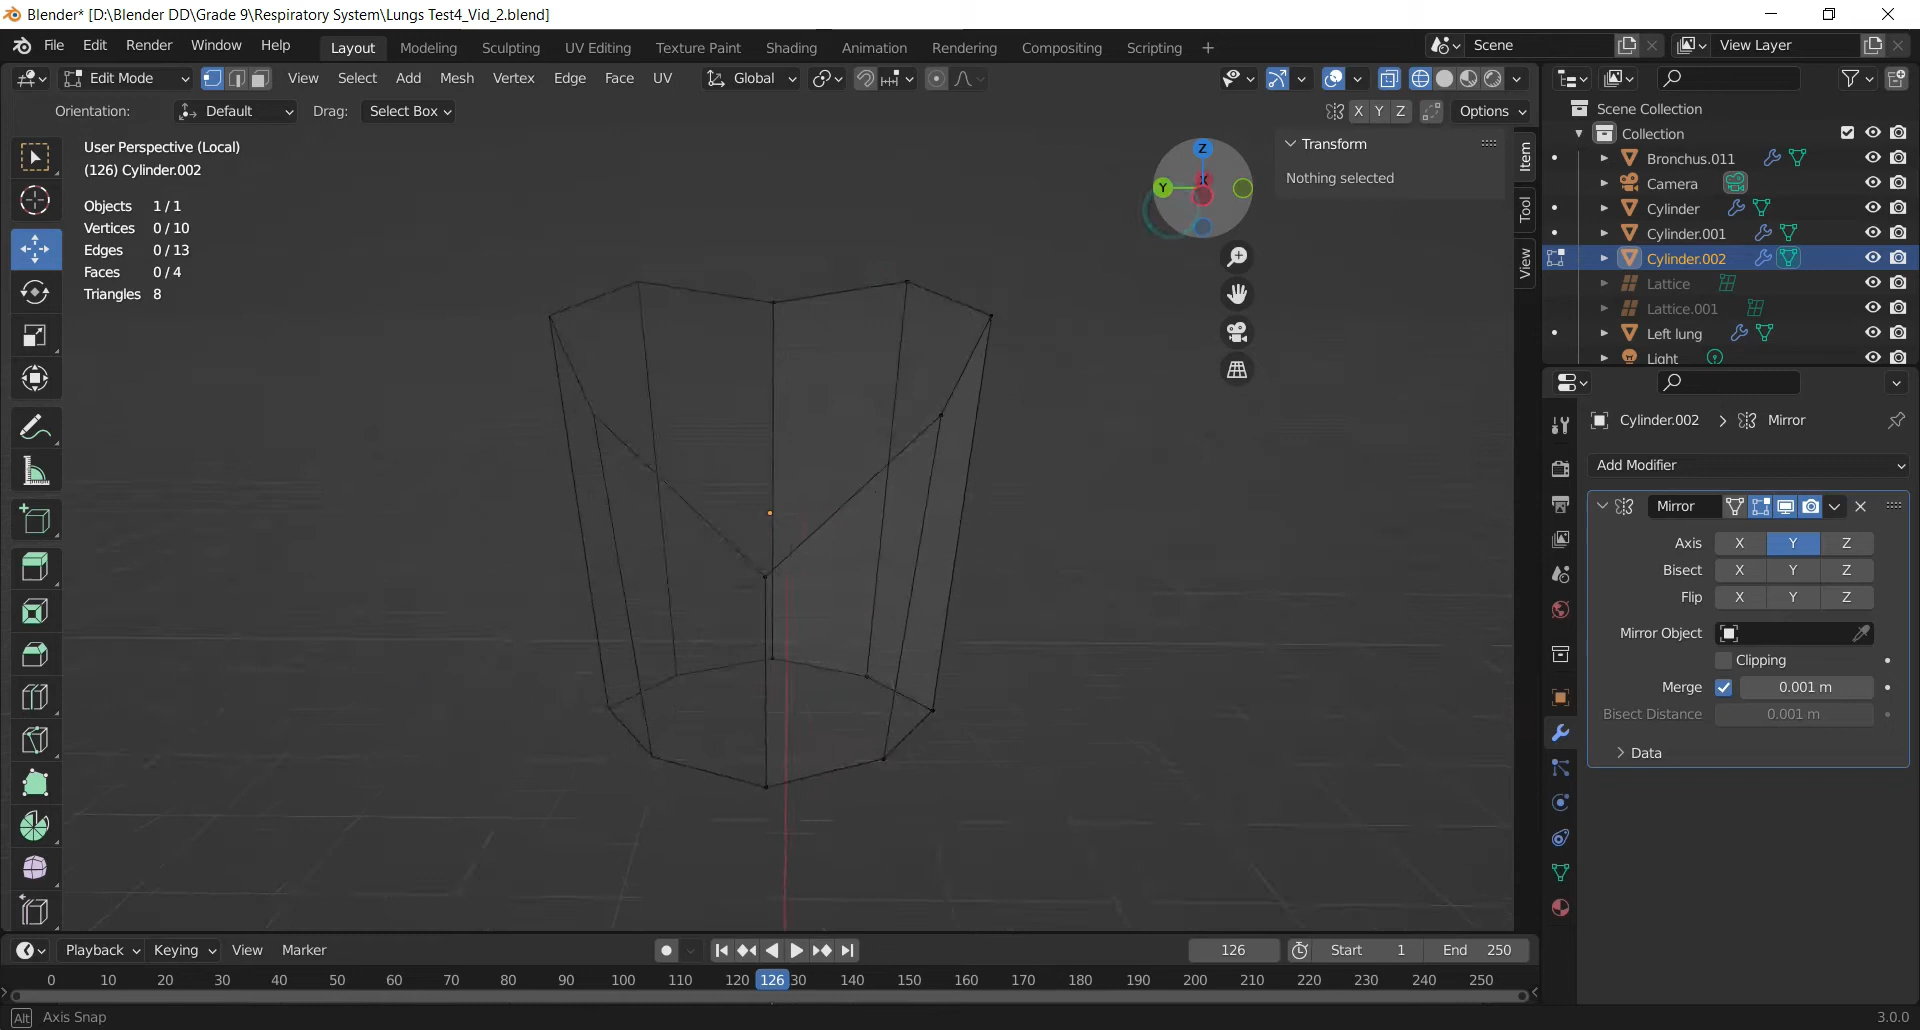 Blender* [D:\Blender DD\Grade 9\Respiratory System\Lungs Test4_Vid_2.blend]
File Edit Render Window Help Layout Modeling Sculpting UV Editing Texture Paint Shading Animation Rendering Compositing Scripting + Scene View Layer
Edit Mode View Select Add Mesh Vertex Edge Face UV Global
Orientation: Default Drag: Select Box X Y Z Options
User Perspective (Local)
(126) Cylinder.002
Objects 1 / 1
Vertices 0 / 10
Edges 0 / 13
Faces 0 / 4
Triangles 8
Z
Y
X
Transform
Nothing selected
Item
Tool
View
Scene Collection
Collection
Bronchus.011
Camera
Cylinder
Cylinder.001
Cylinder.002
Lattice
Lattice.001
Left lung
Light
Cylinder.002 > Mirror
Add Modifier
Mirror
Axis X Y Z
Bisect X Y Z
Flip X Y Z
Mirror Object
Clipping
Merge 0.001 m
Bisect Distance 0.001 m
Data
Playback Keying View Marker 126 Start 1 End 250
0 10 20 30 40 50 60 70 80 90 100 110 120 126 30 140 150 160 170 180 190 200 210 220 230 240 250
Alt Axis Snap 3.0.0